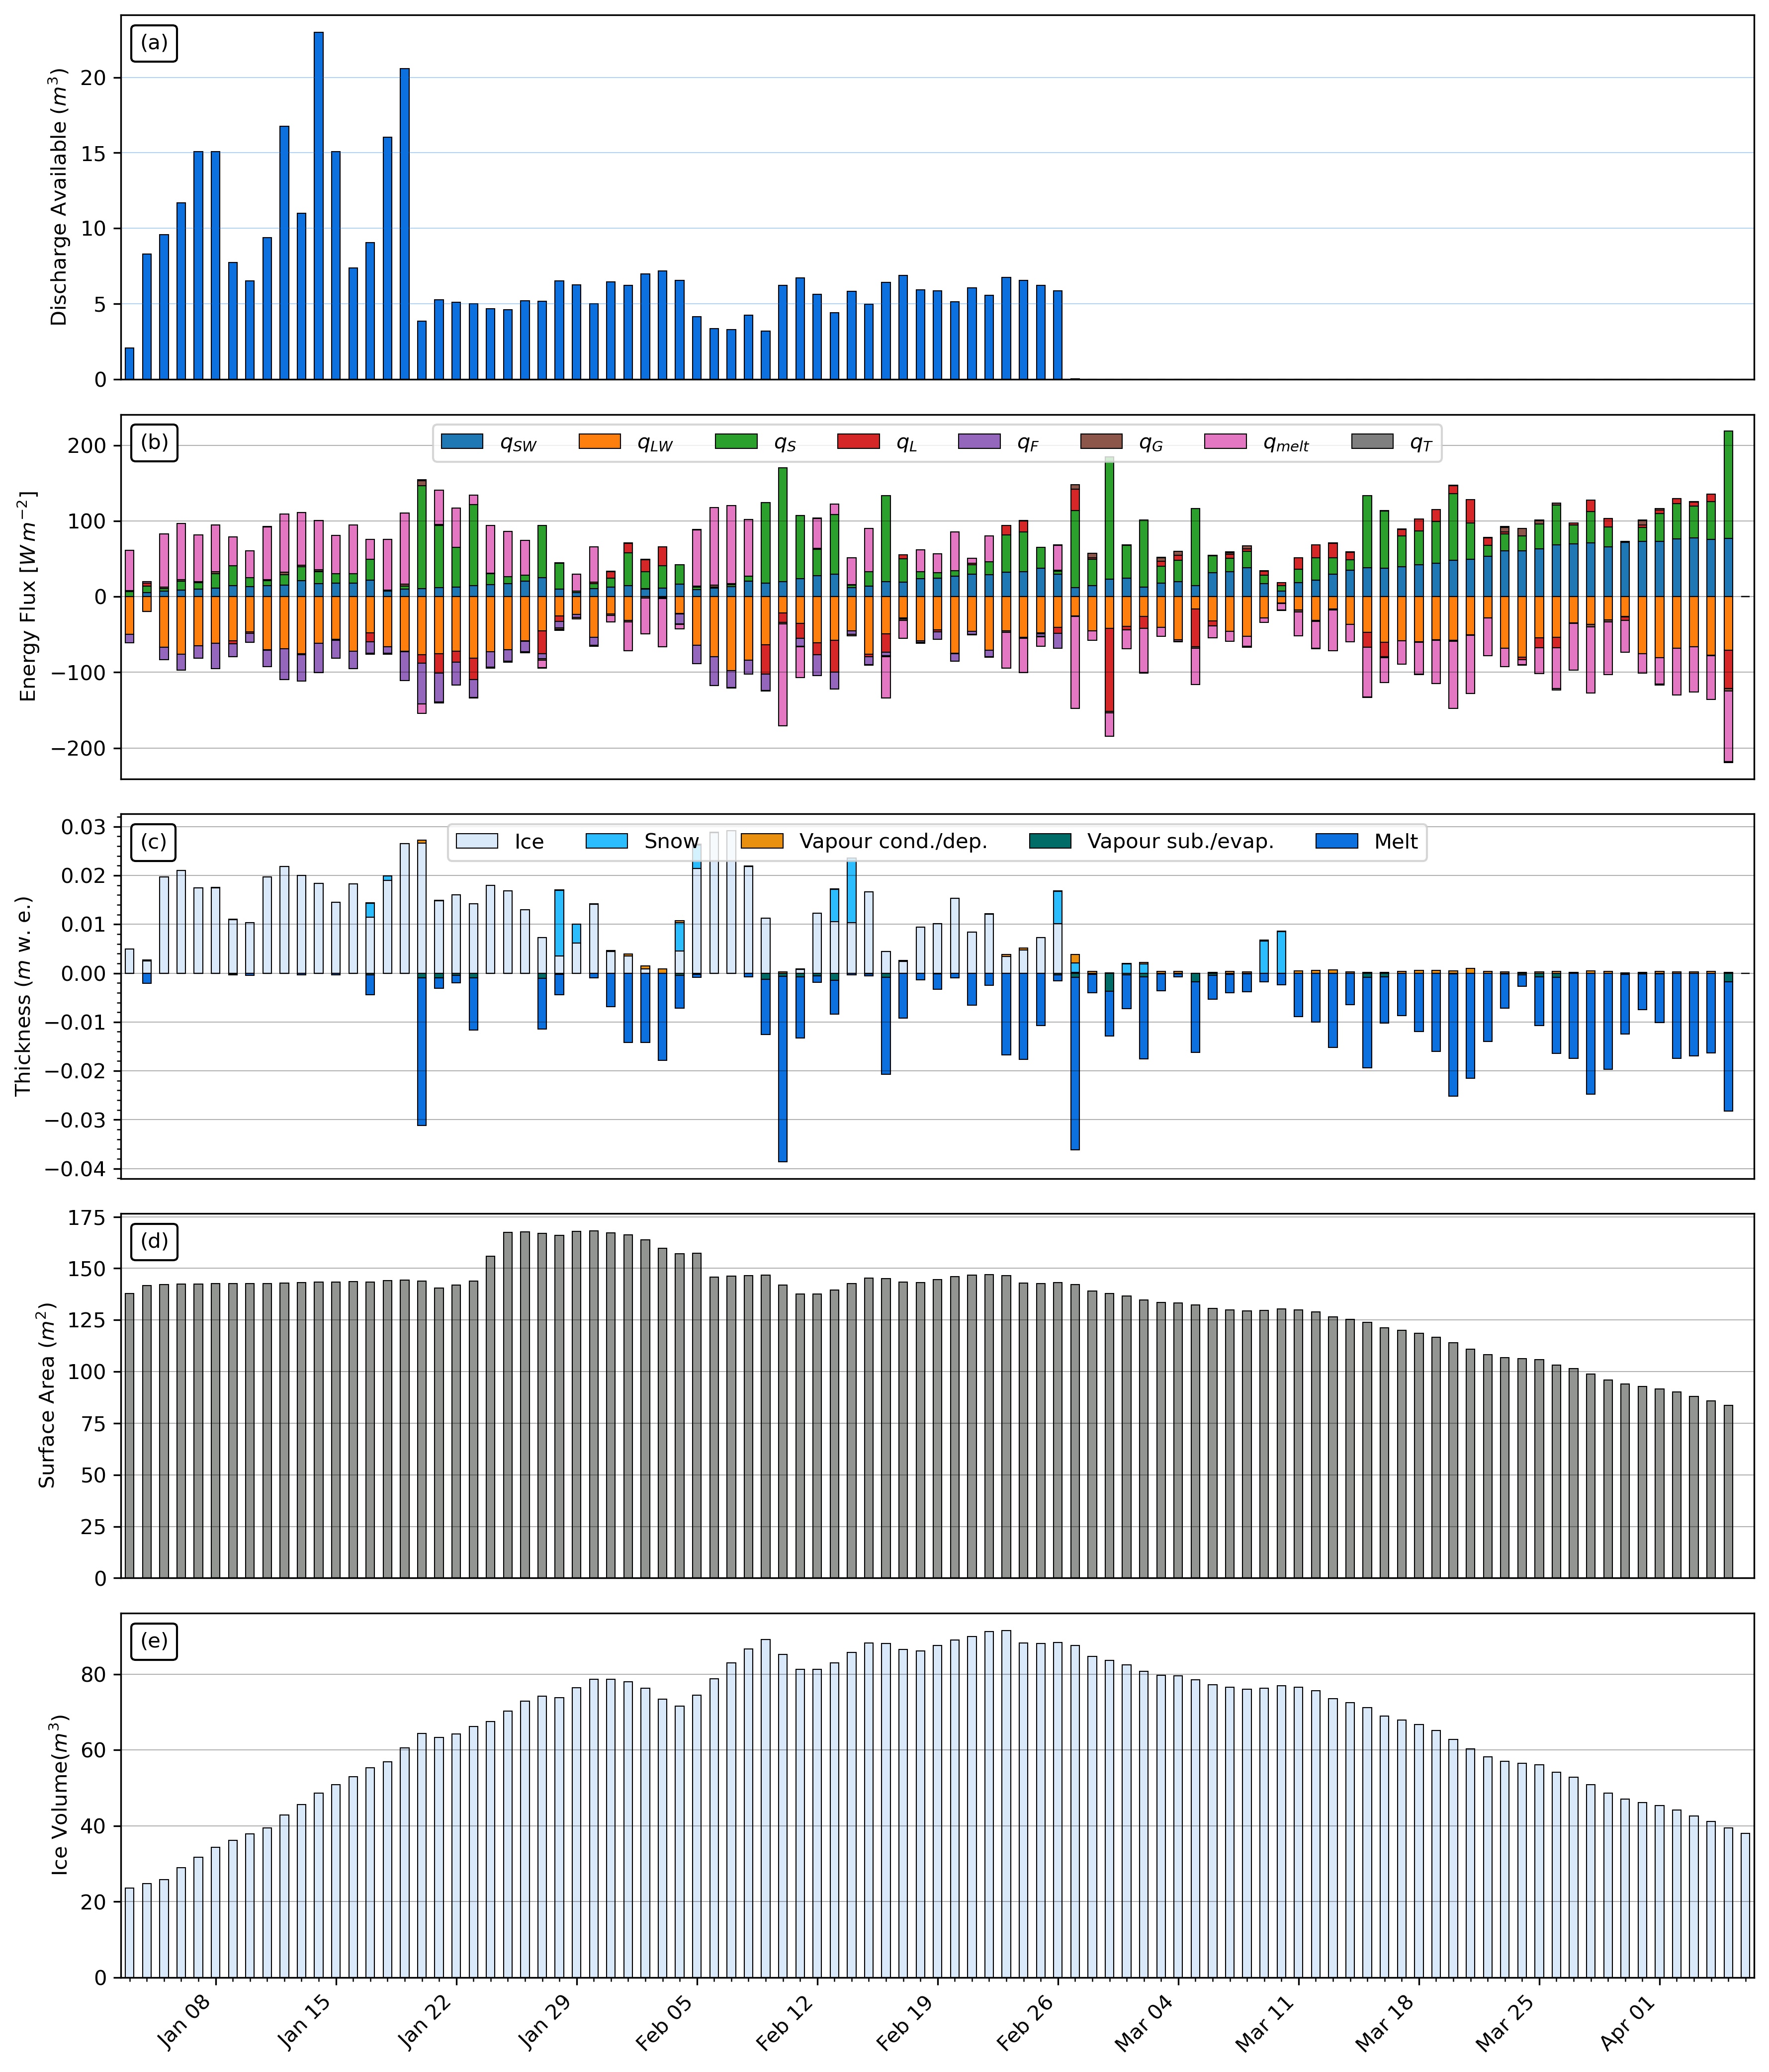 (a)
Discharge Available (m³)
20
15
10
5
0
(b)
q_SW q_LW q_S q_L q_F q_G q_melt q_T
Energy Flux [W m⁻²]
200
100
0
−100
−200
(c)
Ice Snow Vapour cond./dep. Vapour sub./evap. Melt
Thickness (m w. e.)
0.03
0.02
0.01
0.00
−0.01
−0.02
−0.03
−0.04
(d)
Surface Area (m²)
175
150
125
100
75
50
25
0
(e)
Ice Volume(m³)
80
60
40
20
0
Jan 08 Jan 15 Jan 22 Jan 29 Feb 05 Feb 12 Feb 19 Feb 26 Mar 04 Mar 11 Mar 18 Mar 25 Apr 01